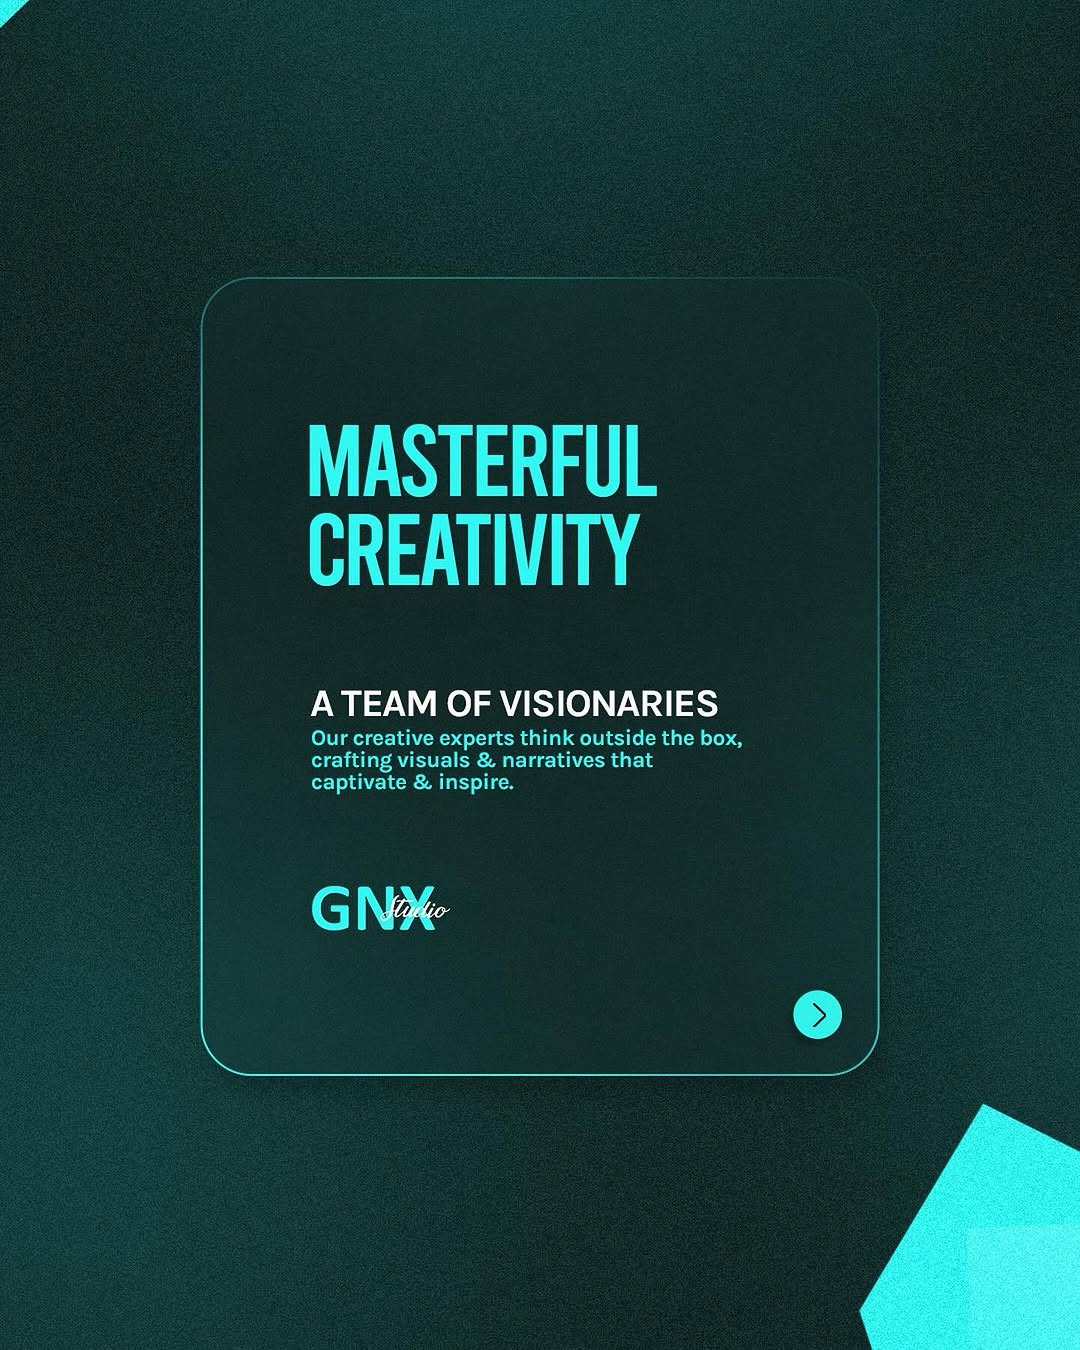 MASTERFUL
CREATIVITY
A TEAM OF VISIONARIES
Our creative experts think outside the box,
crafting visuals & narratives that
captivate & inspire.
GNX Studio